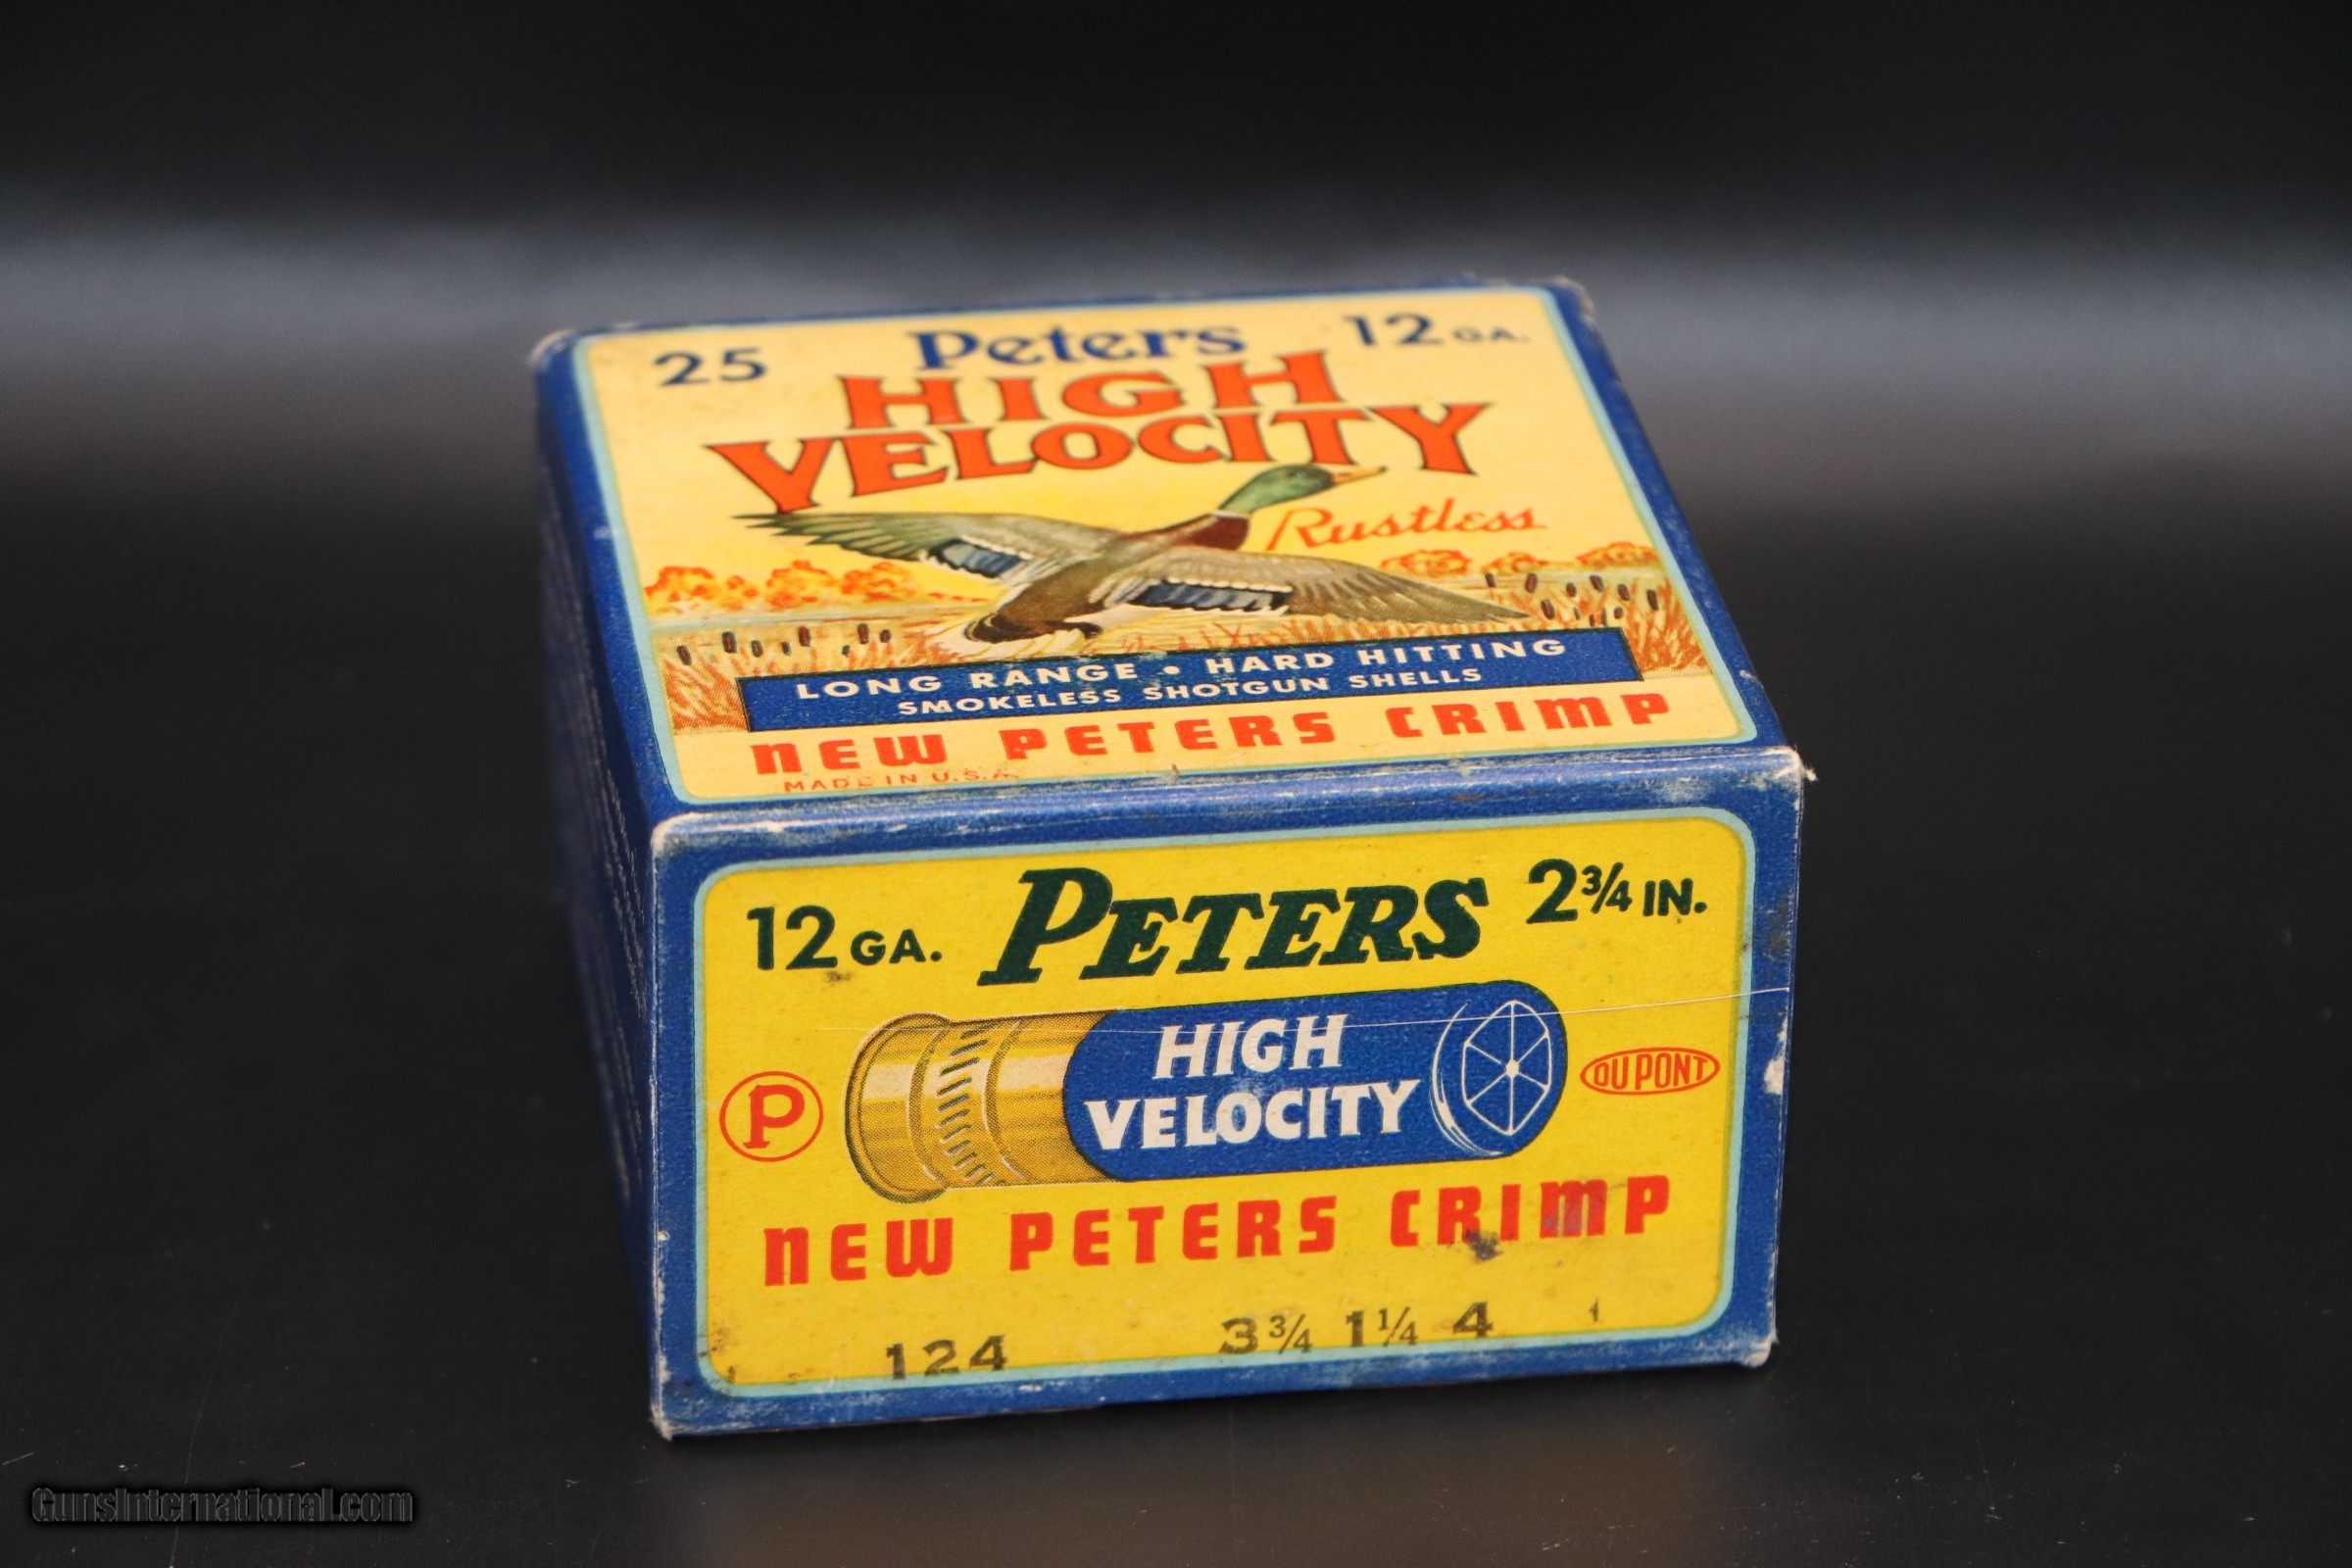 25 Peters 12 GA.
HIGH
VELOCITY
Rustless
LONG RANGE • HARD HITTING
SMOKELESS SHOTGUN SHELLS
NEW PETERS CRIMP
MADE IN U.S.A.
12 GA. PETERS 2¾ IN.
HIGH
VELOCITY
P
DU PONT
NEW PETERS CRIMP
124 3¾ 1¼ 4
GunsInternational.com